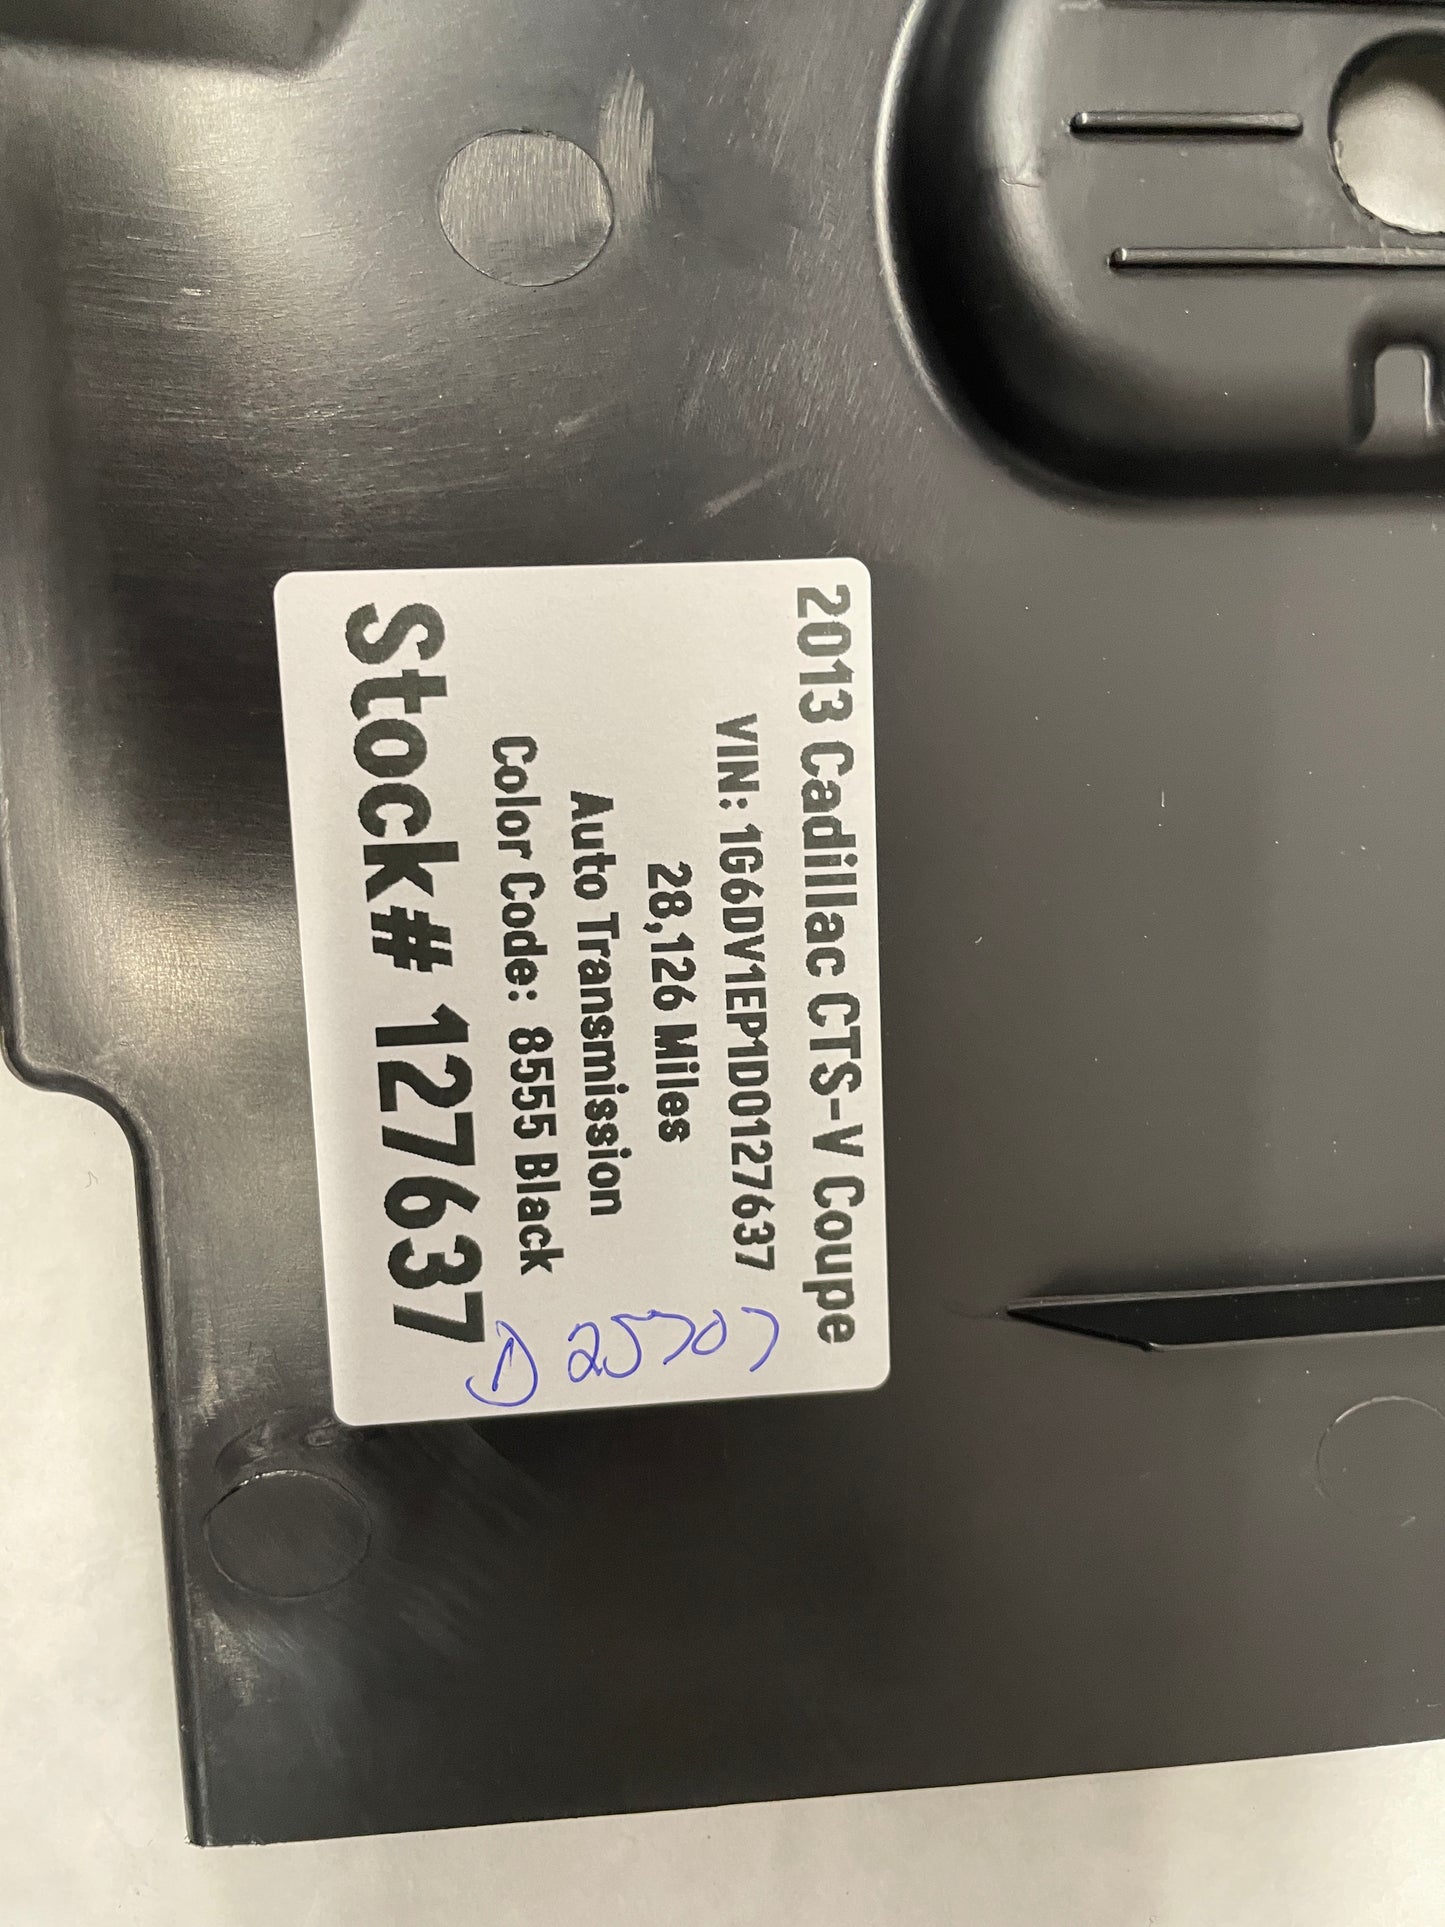 2013 Cadillac CTS-V Coupe
VIN: 1G6DV1EP1D0127637
28,126 Miles
Auto Transmission
Color Code: 8555 Black
Stock# 127637
D 25707